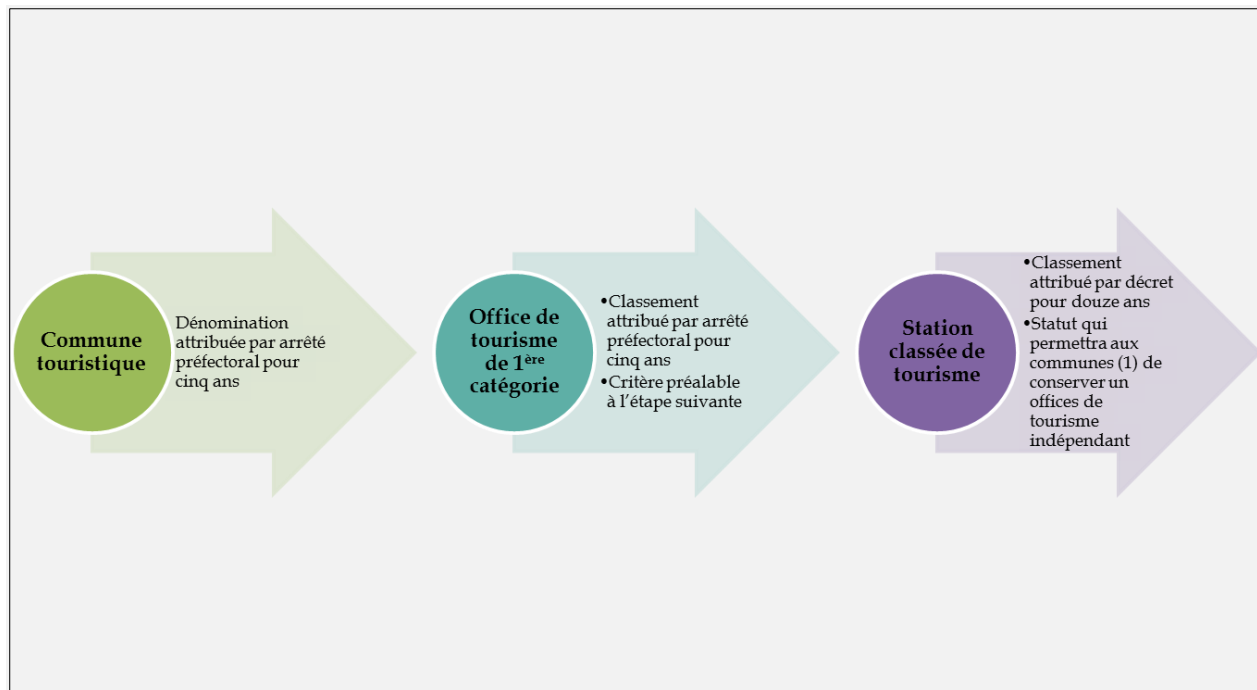 Commune
touristique
Dénomination
attribuée par arrêté
préfectoral pour
cinq ans
Office de
tourisme
de 1ère
catégorie
•Classement
attribué par arrêté
préfectoral pour
cinq ans
•Critère préalable
à l'étape suivante
Station
classée de
tourisme
•Classement
attribué par décret
pour douze ans
•Statut qui
permettra aux
communes (1) de
conserver un
offices de
tourisme
indépendant